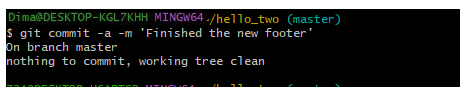 Dima@DESKTOP-KGL7KHH MINGW64 ./hello_two (master)
$ git commit -a -m 'Finished the new footer'
On branch master
nothing to commit, working tree clean